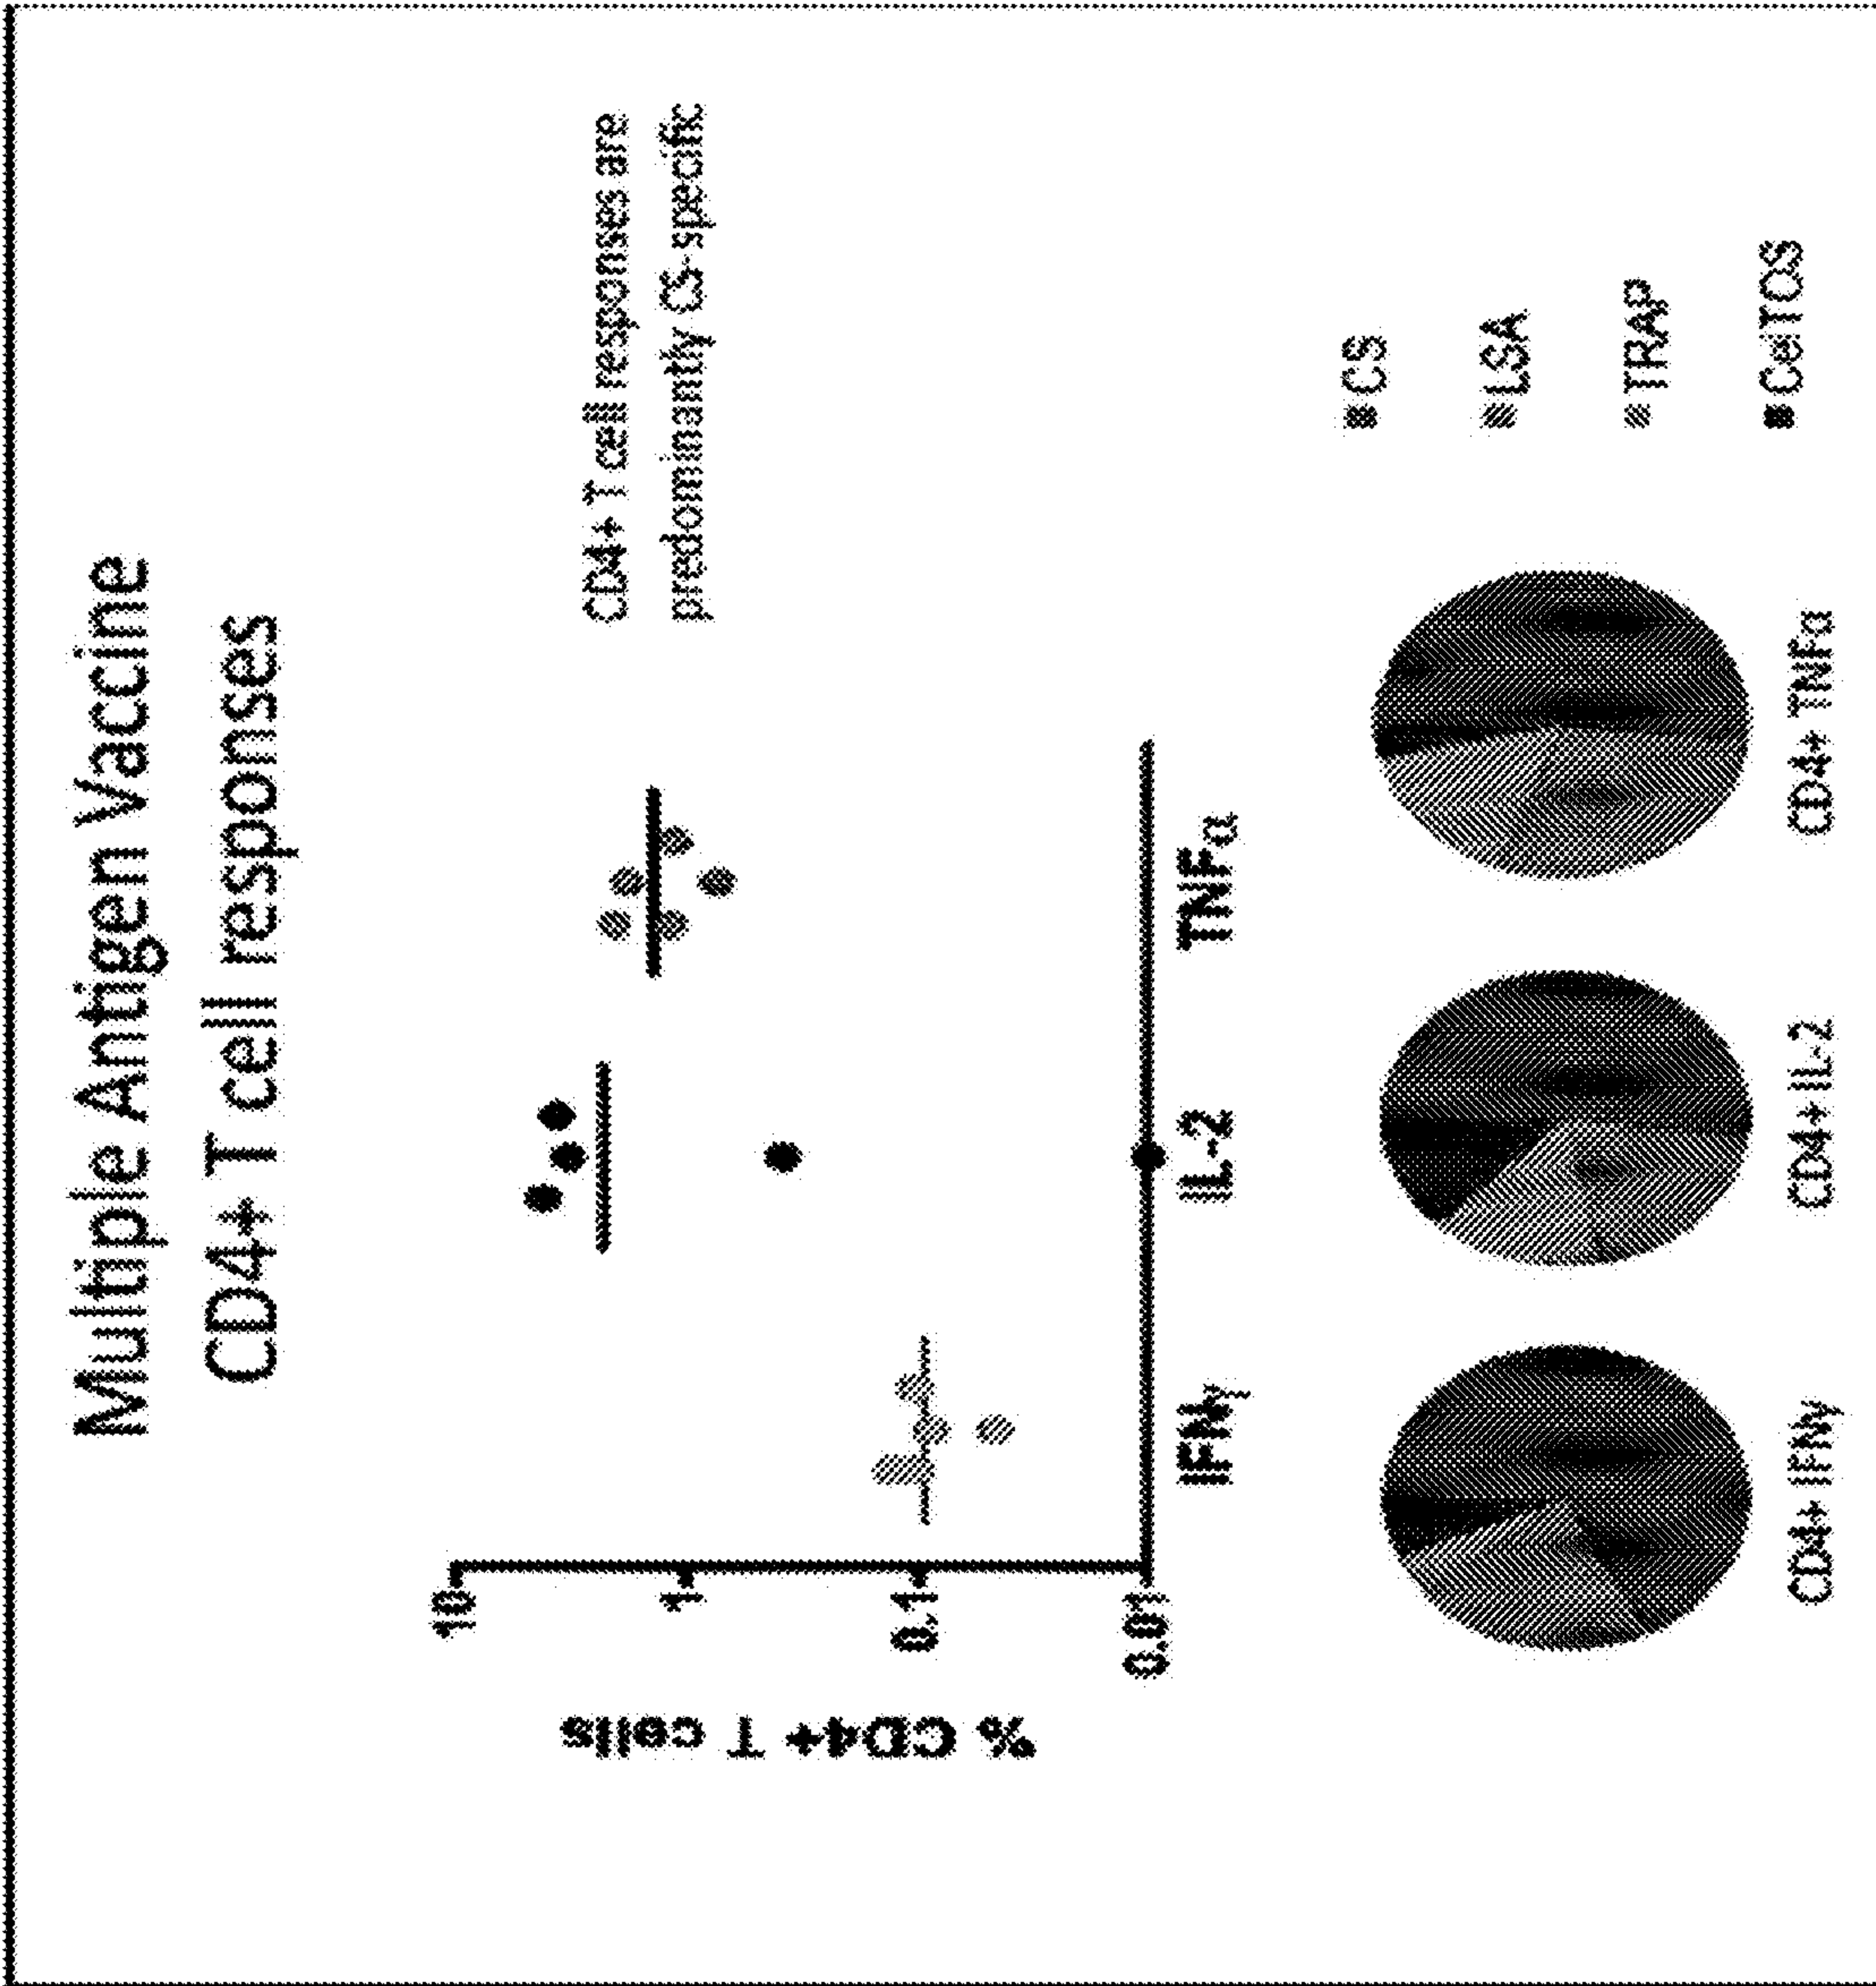 Multiple Antigen Vaccine
CD4+ T cell responses
% CD4+ T cells
10
1
0.1
0.01
IFNγ
IL-2
TNFα
CD4+ T cell responses are
predominantly CS-specific
CD4+ IFNγ
CD4+ IL-2
CD4+ TNFα
CS
LSA
TRAP
CelTOS